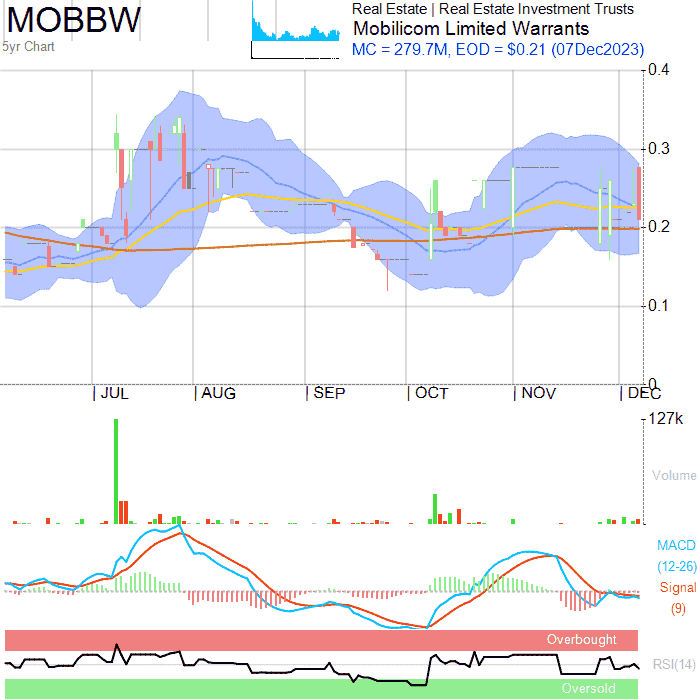 MOBBW
5yr Chart
Real Estate | Real Estate Investment Trusts
Mobilicom Limited Warrants
MC = 279.7M, EOD = $0.21 (07Dec2023)
0.4
0.3
0.2
0.1
0
JUL
AUG
SEP
OCT
NOV
DEC
127k
Volume
MACD
(12-26)
Signal
(9)
Overbought
RSI(14)
Oversold